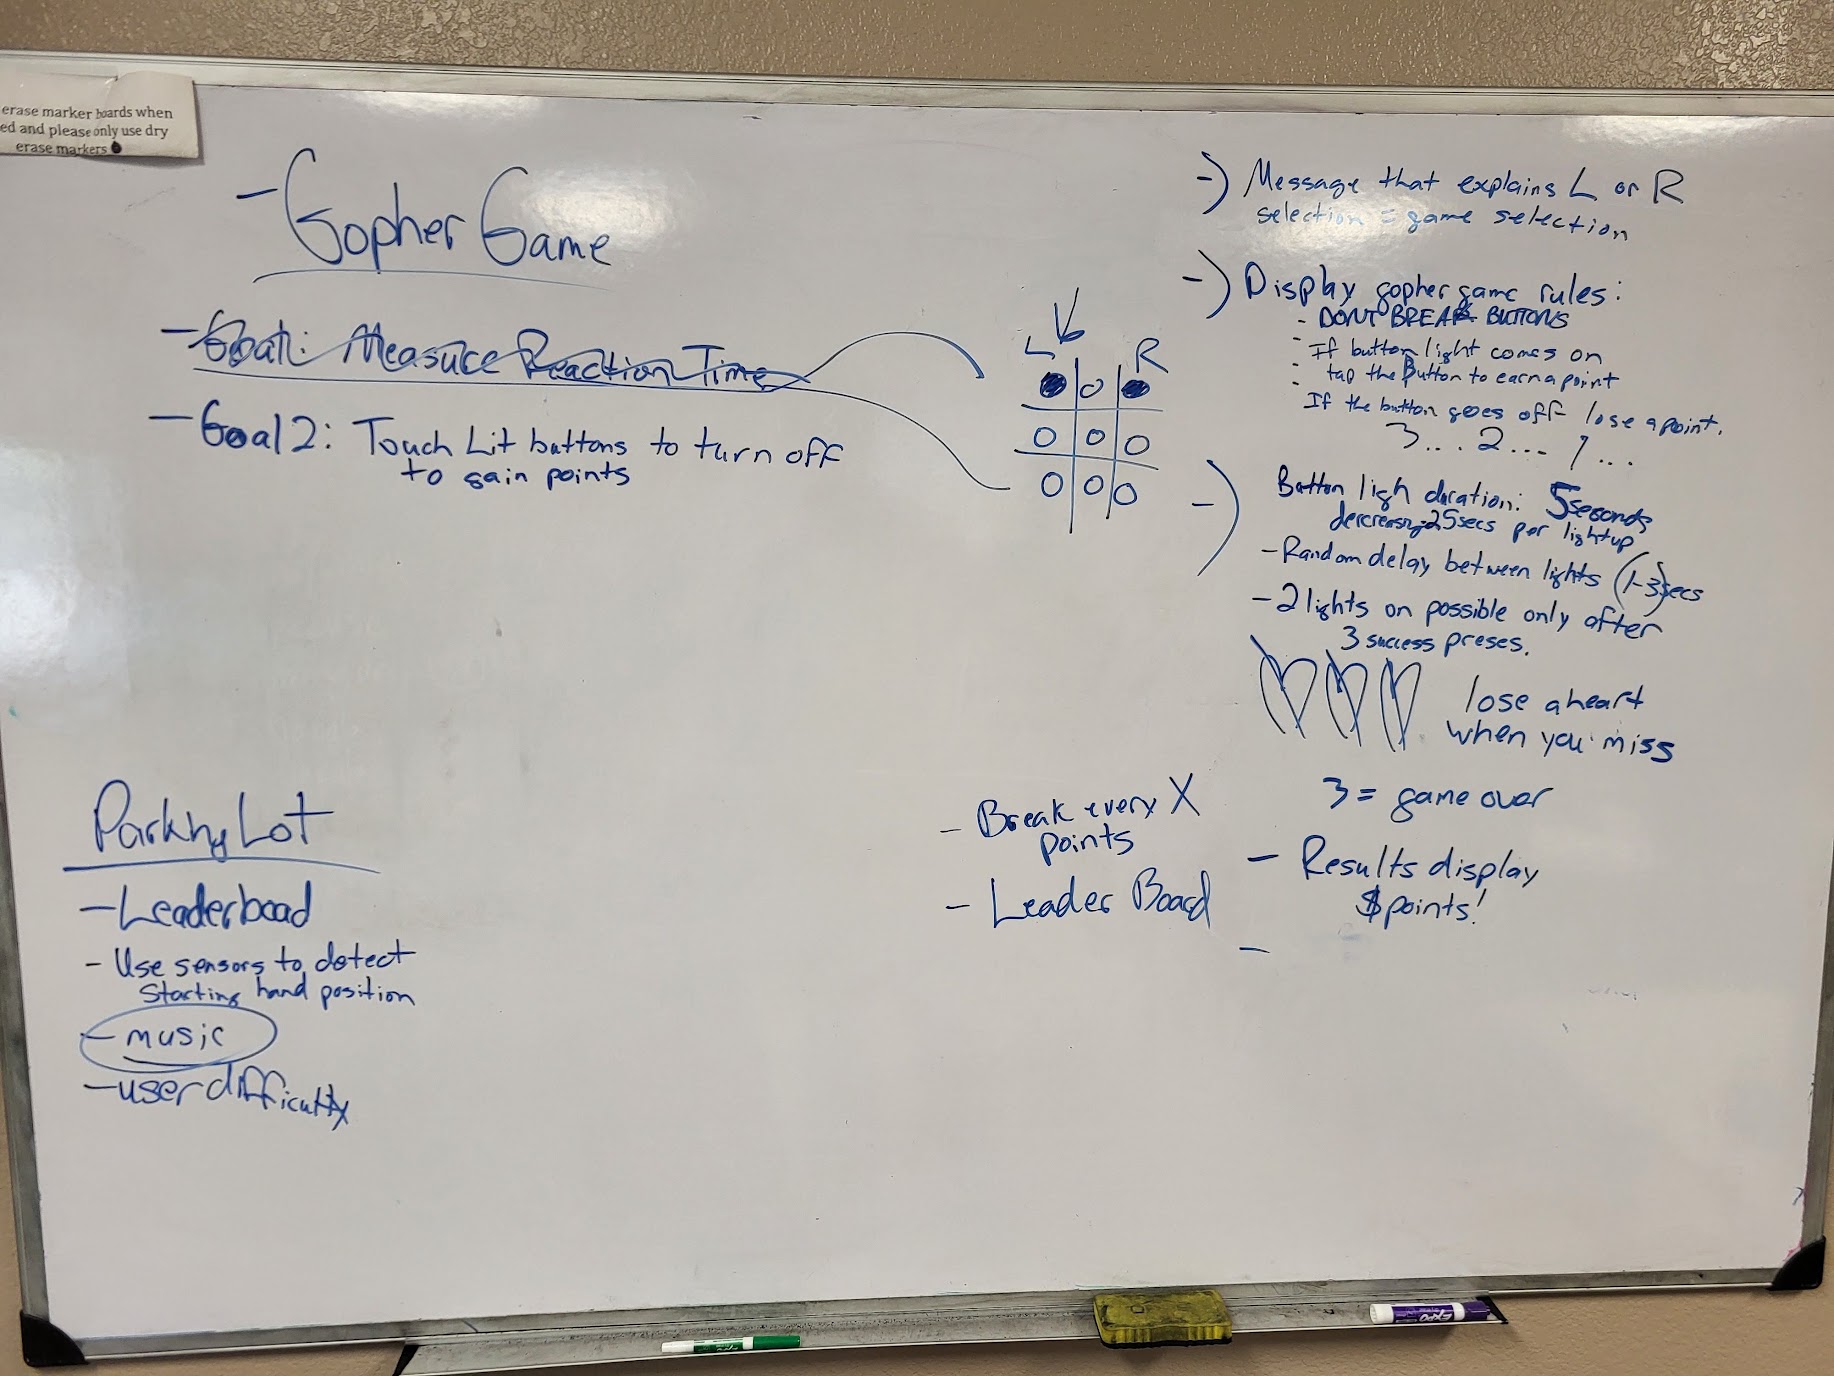 erase marker boards when
ed and please only use dry
erase markers
- Gopher Game
- Goal: Measure Reaction Time
- Goal 2: Touch Lit buttons to turn off
to gain points
L R
O
O O O
O O O
-) Message that explains L or R
selection = game selection
-) Display gopher game rules:
- DONT BREAK BUTTONS
- If button light comes on
- tap the Button to earn a point
- If the button goes off lose a point.
3... 2... 1...
-) Button ligh duration: 5 seconds
dercreasing .25secs per lightup
- Random delay between lights (1-3)secs
- 2 lights on possible only after
3 success preses.
lose a heart
when you miss
3 = game over
- Results display
points!
-
- Break every X
points
- Leader Board
Parking Lot
- Leaderboad
- Use sensors to detect
Starting hand position
- music
- user difficulty
EXPO